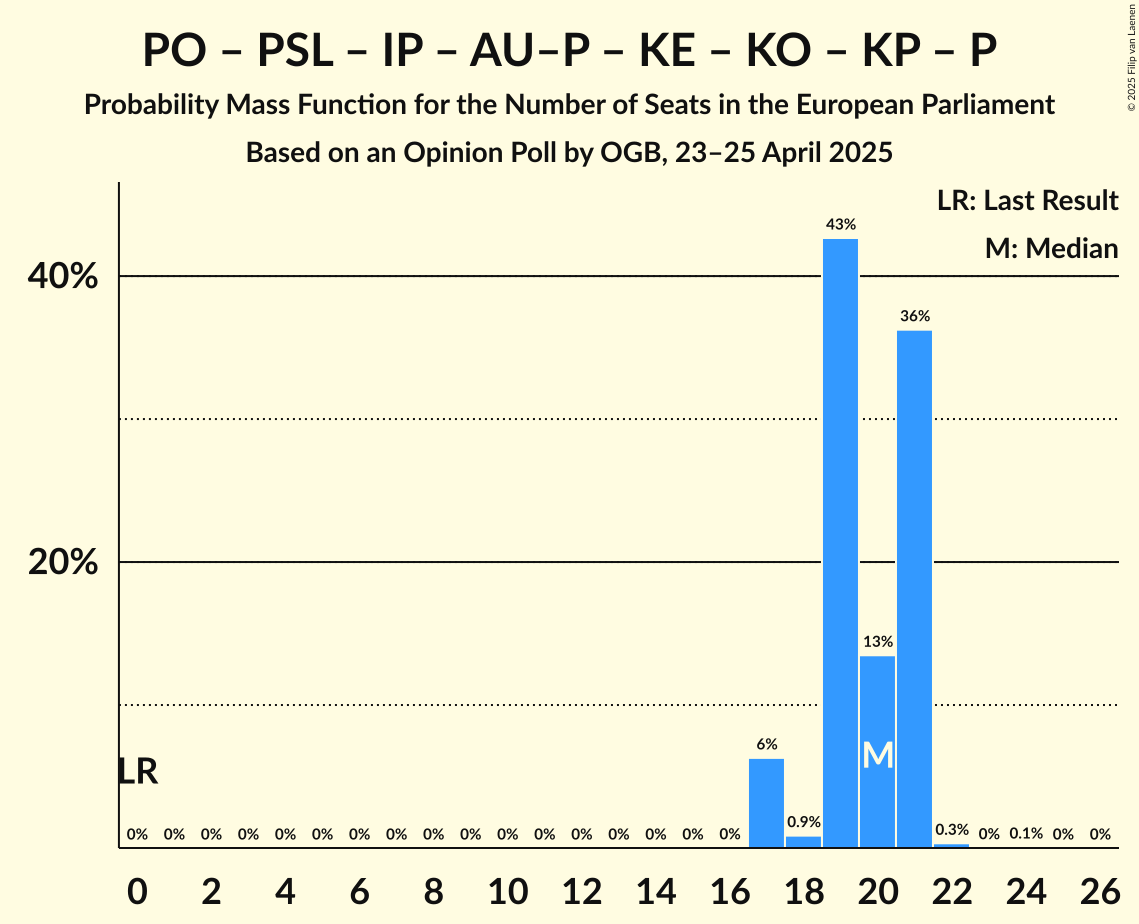 PO – PSL – IP – AU–P – KE – KO – KP – P
Probability Mass Function for the Number of Seats in the European Parliament
Based on an Opinion Poll by OGB, 23–25 April 2025
© 2025 Filip van Laenen
LR: Last Result
M: Median
43%
40%
36%
20%
13%
6%
M
LR
0% 0% 0% 0% 0% 0% 0% 0% 0% 0% 0% 0% 0% 0% 0% 0% 0% 0.9% 0.3% 0% 0.1% 0% 0%
0 2 4 6 8 10 12 14 16 18 20 22 24 26